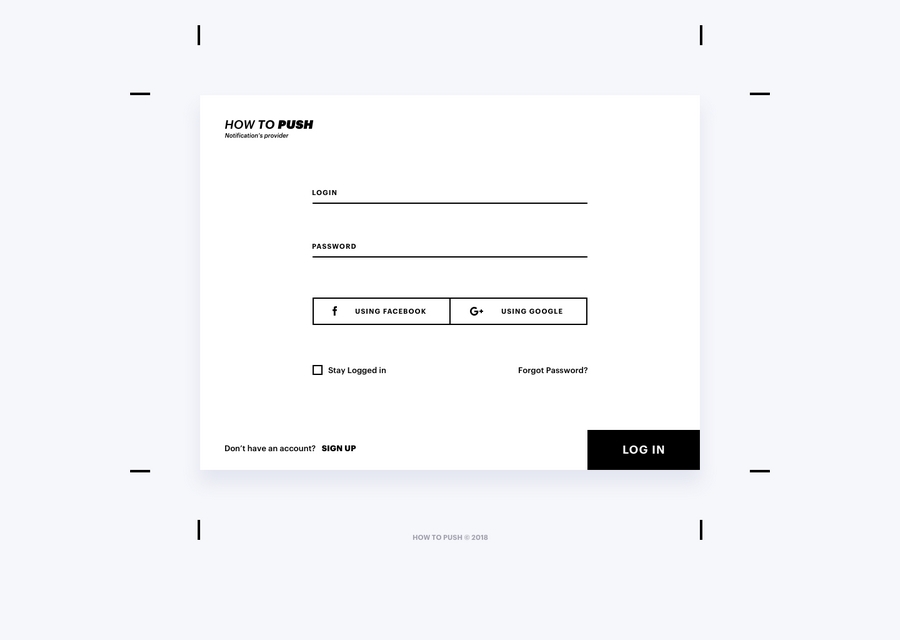 HOW TO PUSH
Notification's provider
LOGIN
PASSWORD
USING FACEBOOK
USING GOOGLE
Stay Logged in
Forgot Password?
Don't have an account? SIGN UP
LOG IN
HOW TO PUSH © 2018